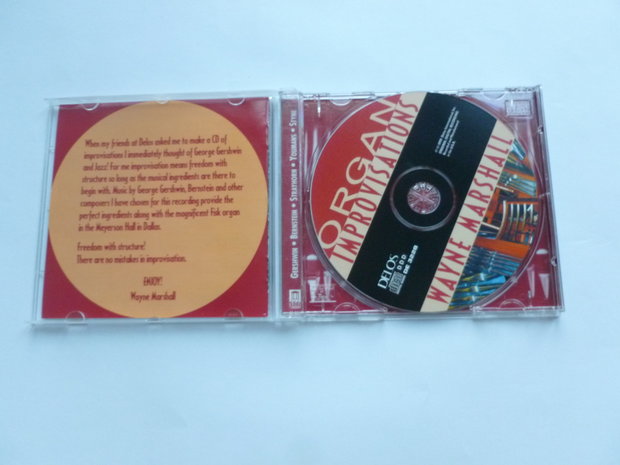 When my friends at Delos asked me to make a CD of
improvisations I immediately thought of George Gershwin
and Jazz! For me improvisation means freedom with
structure so long as the musical ingredients are there to
begin with. Music by George Gershwin, Bernstein and other
composers I have chosen for this recording provide the
perfect ingredients along with the magnificent Fisk organ
in the Meyerson Hall in Dallas.
Freedom with structure!
There are no mistakes in improvisation.
ENJOY!
Wayne Marshall
GERSHWIN • BERNSTEIN • STRAYHORN • YOUMANS • STYNE
ORGAN
IMPROVISATIONS
WAYNE MARSHALL
DELOS
DDD
DE 3228